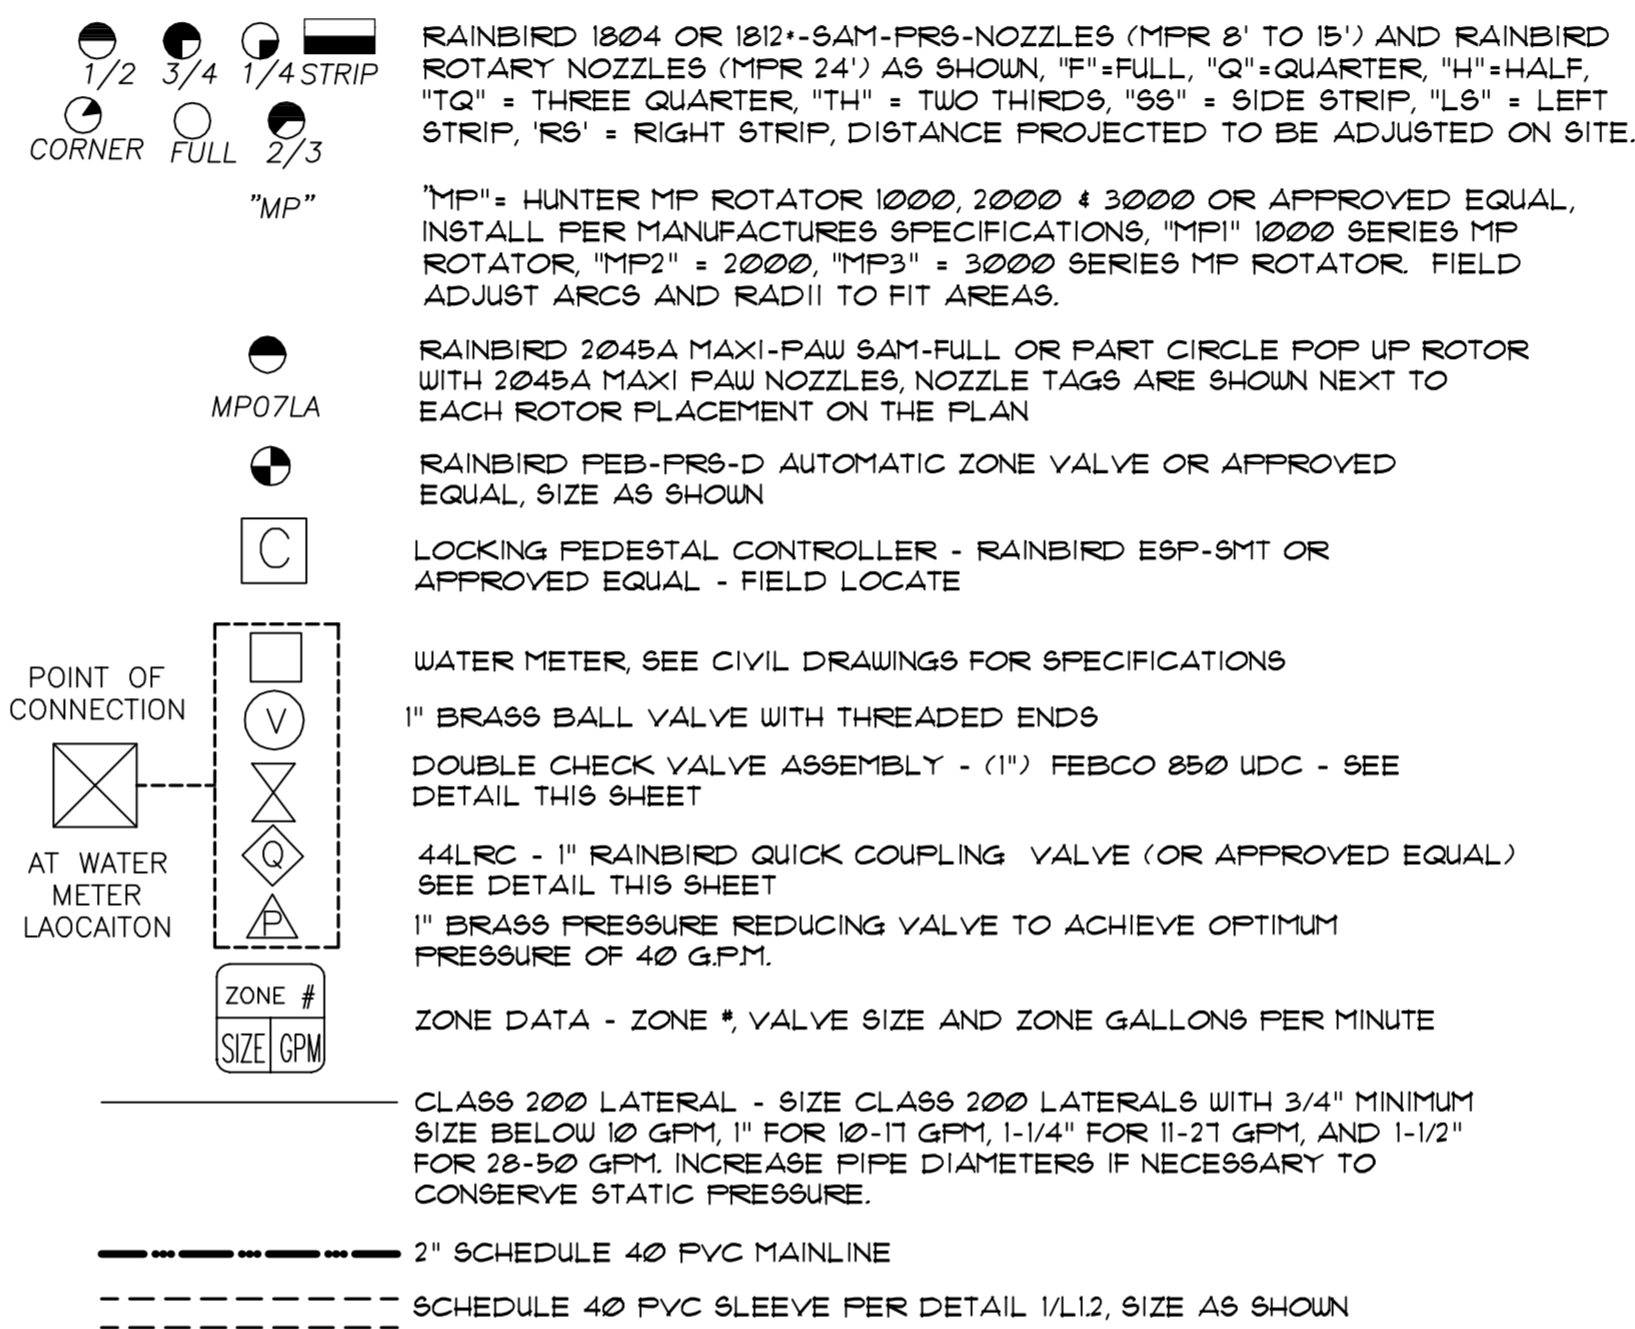 1/2 3/4 1/4 STRIP
CORNER FULL 2/3
RAINBIRD 1804 OR 1812*-SAM-PRS-NOZZLES (MPR 8' TO 15') AND RAINBIRD
ROTARY NOZZLES (MPR 24') AS SHOWN, "F"=FULL, "Q"=QUARTER, "H"=HALF,
"TQ" = THREE QUARTER, "TH" = TWO THIRDS, "SS" = SIDE STRIP, "LS" = LEFT
STRIP, 'RS' = RIGHT STRIP, DISTANCE PROJECTED TO BE ADJUSTED ON SITE.
"MP"
"MP"= HUNTER MP ROTATOR 1000, 2000 & 3000 OR APPROVED EQUAL,
INSTALL PER MANUFACTURES SPECIFICATIONS, "MP1" 1000 SERIES MP
ROTATOR, "MP2" = 2000, "MP3" = 3000 SERIES MP ROTATOR. FIELD
ADJUST ARCS AND RADII TO FIT AREAS.
MP07LA
RAINBIRD 2045A MAXI-PAW SAM-FULL OR PART CIRCLE POP UP ROTOR
WITH 2045A MAXI PAW NOZZLES, NOZZLE TAGS ARE SHOWN NEXT TO
EACH ROTOR PLACEMENT ON THE PLAN
RAINBIRD PEB-PRS-D AUTOMATIC ZONE VALVE OR APPROVED
EQUAL, SIZE AS SHOWN
C
LOCKING PEDESTAL CONTROLLER - RAINBIRD ESP-SMT OR
APPROVED EQUAL - FIELD LOCATE
POINT OF
CONNECTION
AT WATER
METER
LAOCAITON
WATER METER, SEE CIVIL DRAWINGS FOR SPECIFICATIONS
V
1" BRASS BALL VALVE WITH THREADED ENDS
DOUBLE CHECK VALVE ASSEMBLY - (1") FEBCO 850 UDC - SEE
DETAIL THIS SHEET
Q
44LRC - 1" RAINBIRD QUICK COUPLING VALVE (OR APPROVED EQUAL)
SEE DETAIL THIS SHEET
P
1" BRASS PRESSURE REDUCING VALVE TO ACHIEVE OPTIMUM
PRESSURE OF 40 G.P.M.
ZONE #
SIZE GPM
ZONE DATA - ZONE #, VALVE SIZE AND ZONE GALLONS PER MINUTE
CLASS 200 LATERAL - SIZE CLASS 200 LATERALS WITH 3/4" MINIMUM
SIZE BELOW 10 GPM, 1" FOR 10-17 GPM, 1-1/4" FOR 11-27 GPM, AND 1-1/2"
FOR 28-50 GPM. INCREASE PIPE DIAMETERS IF NECESSARY TO
CONSERVE STATIC PRESSURE.
2" SCHEDULE 40 PVC MAINLINE
SCHEDULE 40 PVC SLEEVE PER DETAIL 1/L1.2, SIZE AS SHOWN